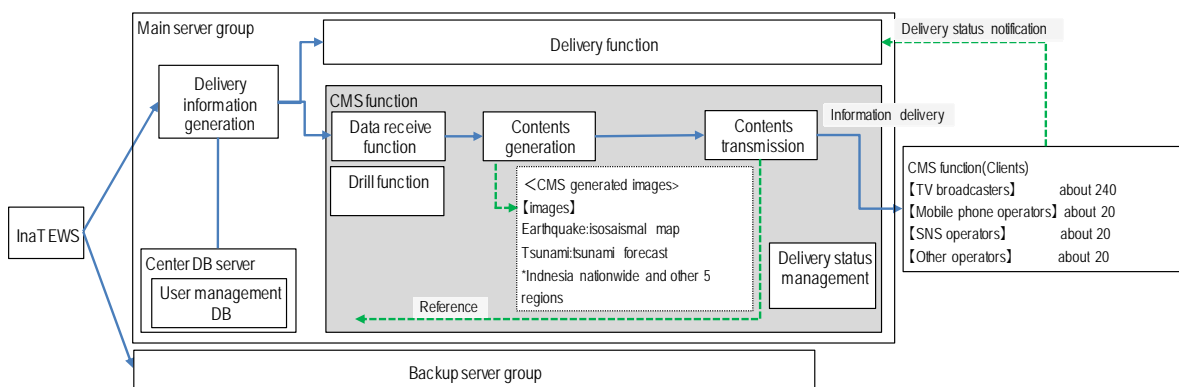 Main server group
Delivery function
Delivery status notification
Delivery
information
generation
CMS function
Data receive
function
Contents
generation
Contents
transmission
Information delivery
Drill function
<CMS generated images>
【images】
Earthquake:isosaismal map
Tsunami:tsunami forecast
*Indnesia nationwide and other 5
regions
CMS function(Clients)
【TV broadcasters】 about 240
【Mobile phone operators】 about 20
【SNS operators】 about 20
【Other operators】 about 20
InaTEWS
Center DB server
User management
DB
Delivery status
management
Reference
Backup server group